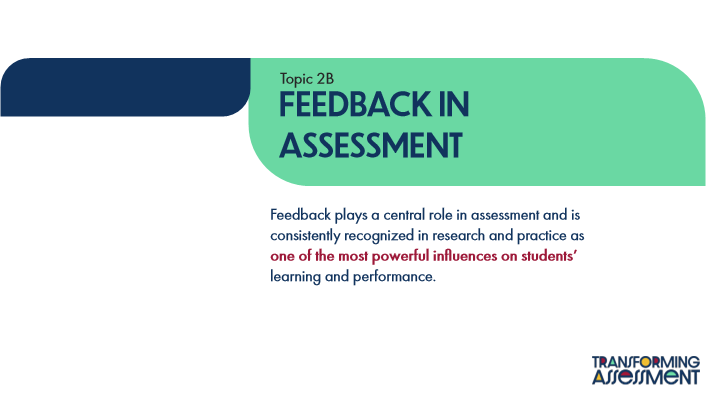 Topic 2B
FEEDBACK IN
ASSESSMENT
Feedback plays a central role in assessment and is
consistently recognized in research and practice as
one of the most powerful influences on students’
learning and performance.
TRANSFORMING
ASSESSMENT